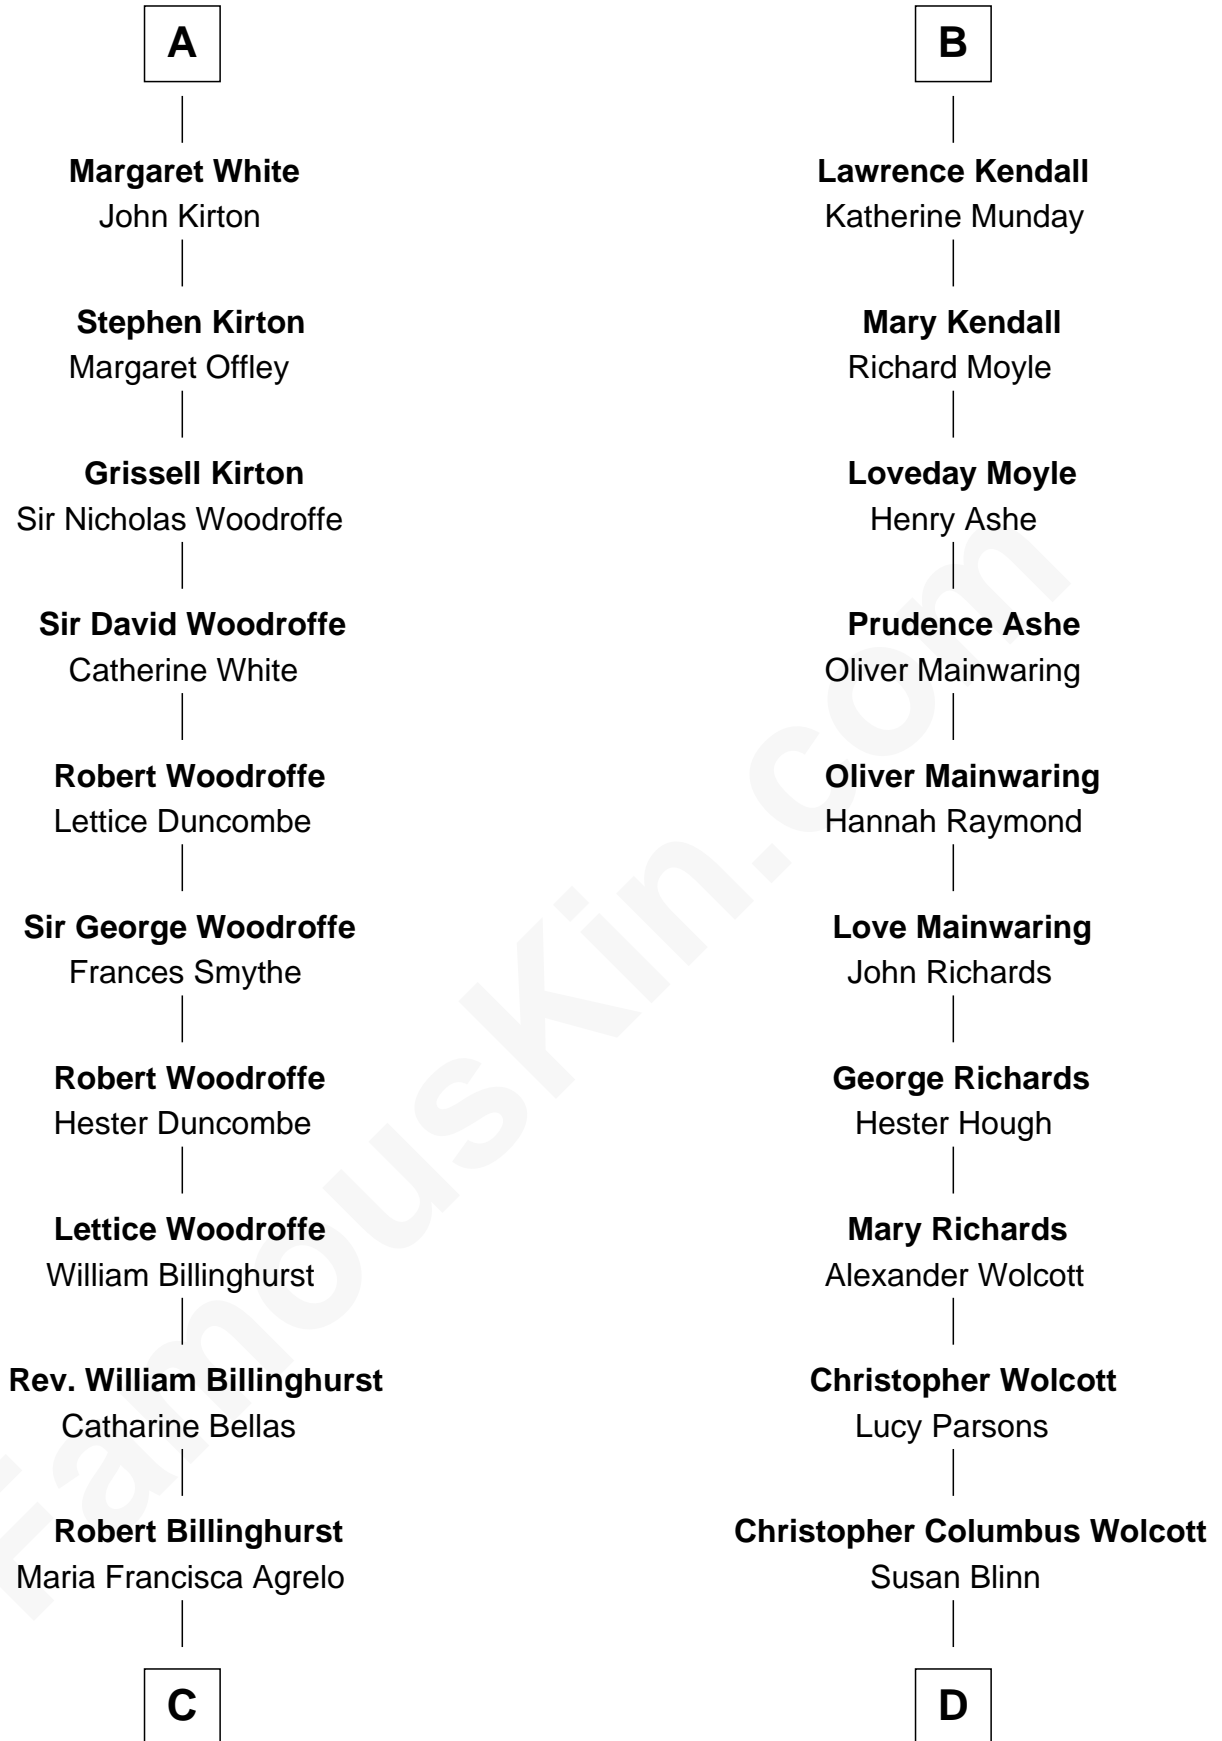 A
Margaret White
John Kirton
Stephen Kirton
Margaret Offley
Grissell Kirton
Sir Nicholas Woodroffe
Sir David Woodroffe
Catherine White
Robert Woodroffe
Lettice Duncombe
Sir George Woodroffe
Frances Smythe
Robert Woodroffe
Hester Duncombe
Lettice Woodroffe
William Billinghurst
Rev. William Billinghurst
Catharine Bellas
Robert Billinghurst
Maria Francisca Agrelo
C
B
Lawrence Kendall
Katherine Munday
Mary Kendall
Richard Moyle
Loveday Moyle
Henry Ashe
Prudence Ashe
Oliver Mainwaring
Oliver Mainwaring
Hannah Raymond
Love Mainwaring
John Richards
George Richards
Hester Hough
Mary Richards
Alexander Wolcott
Christopher Wolcott
Lucy Parsons
Christopher Columbus Wolcott
Susan Blinn
D
FamousKin.com